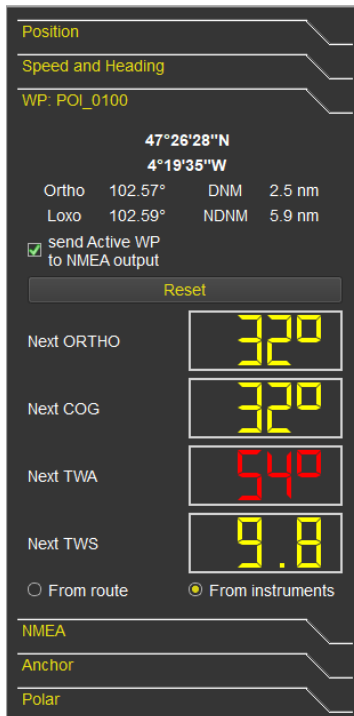 Position
Speed and Heading
WP: POI_0100
47°26'28"N
4°19'35"W
Ortho 102.57° DNM 2.5 nm
Loxo 102.59° NDNM 5.9 nm
send Active WP
to NMEA output
Reset
Next ORTHO 32°
Next COG 32°
Next TWA 54°
Next TWS 9.8
From route From instruments
NMEA
Anchor
Polar